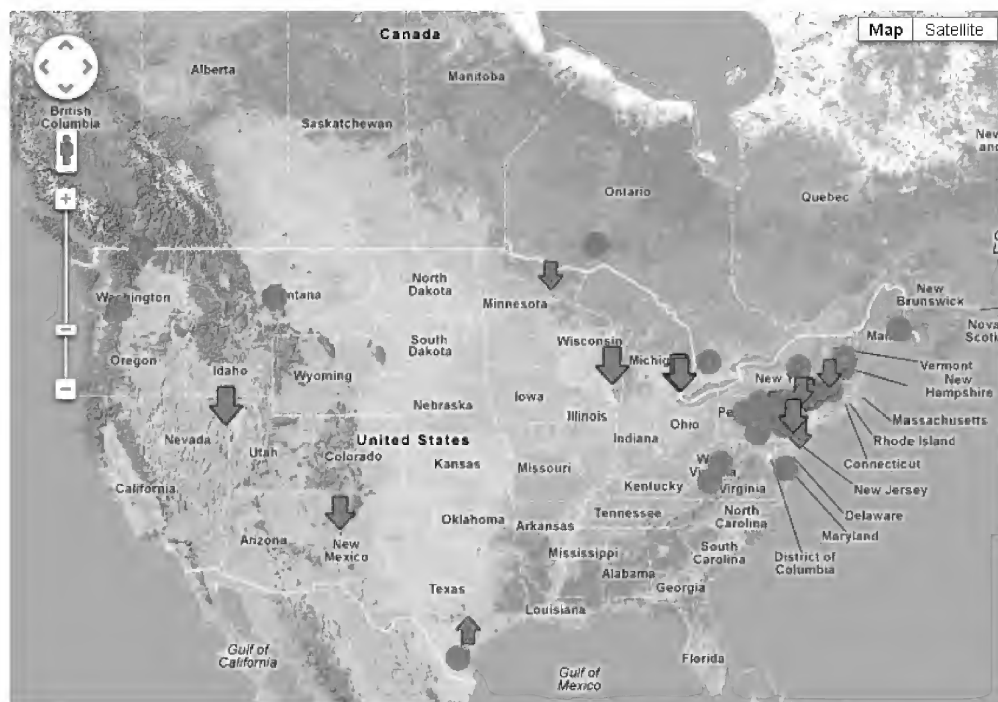 Canada
Map
Satellite
Alberta
Manitoba
British
Columbia
Saskatchewan
Ontario
Quebec
Washington
North
Dakota
Minnesota
New
Brunswick
Oregon
Idaho
South
Dakota
Wisconsin
Wyoming
Vermont
New
Hampshire
Nebraska
Iowa
Illinois
Ohio
Massachusetts
Nevada
United States
Indiana
Rhode Island
Utah
Colorado
Kansas
Missouri
Connecticut
California
Kentucky
Virginia
New Jersey
Oklahoma
Arkansas
Tennessee
North
Carolina
Delaware
Maryland
Arizona
New
Mexico
Mississippi
South
Carolina
District of
Columbia
Alabama
Texas
Georgia
Louisiana
Gulf of
California
Gulf of
Mexico
Florida